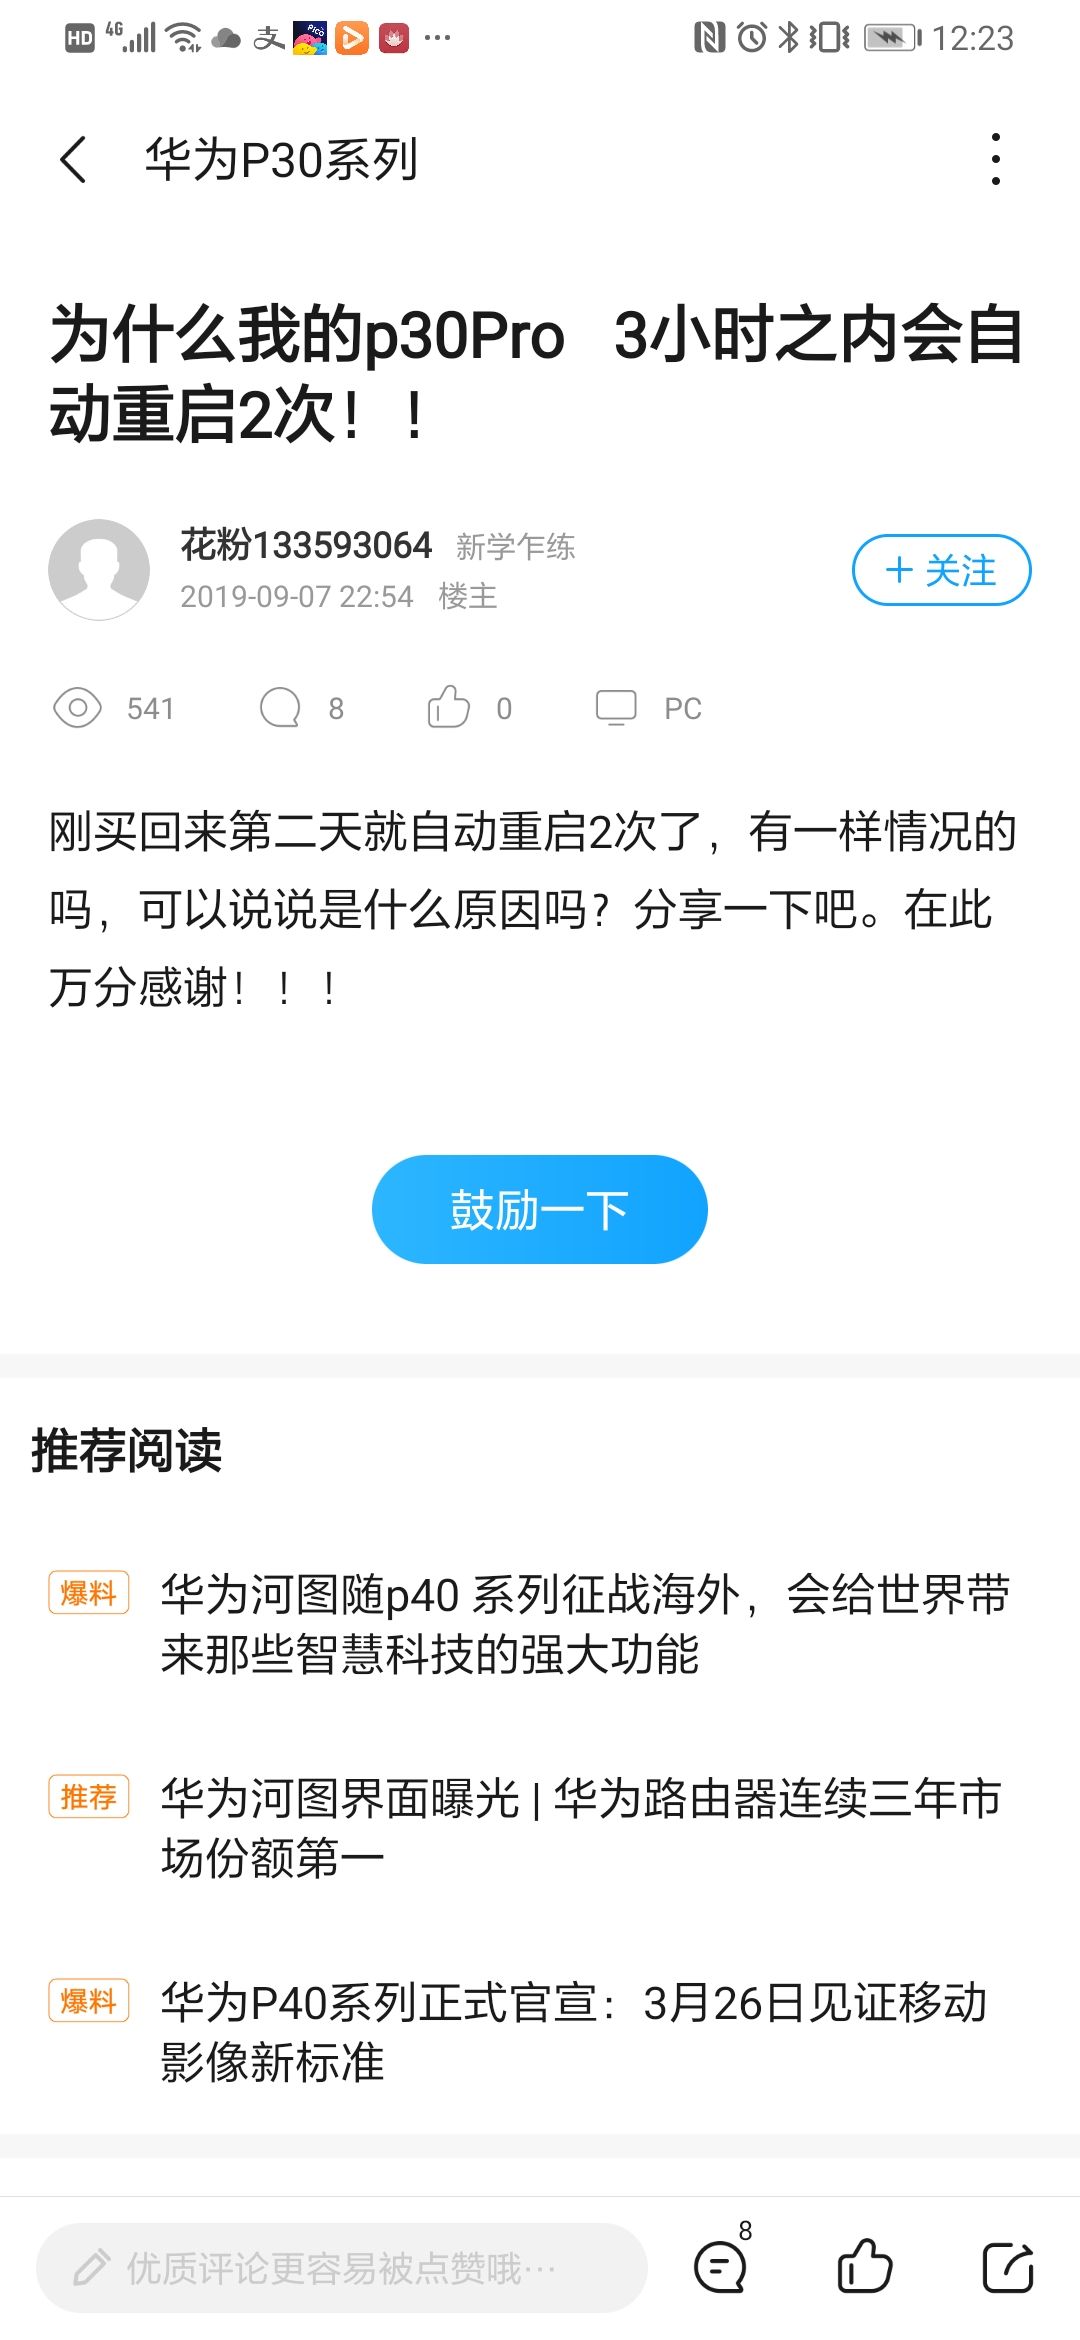 HD 4G 支 PICO 12:23
华为P30系列
为什么我的p30Pro 3小时之内会自
动重启2次！！
花粉133593064 新学乍练
2019-09-07 22:54 楼主
+ 关注
541 8 0 PC
刚买回来第二天就自动重启2次了，有一样情况的
吗，可以说说是什么原因吗？分享一下吧。在此
万分感谢！！！
鼓励一下
推荐阅读
爆料 华为河图随p40 系列征战海外，会给世界带
来那些智慧科技的强大功能
推荐 华为河图界面曝光 | 华为路由器连续三年市
场份额第一
爆料 华为P40系列正式官宣：3月26日见证移动
影像新标准
优质评论更容易被点赞哦… 8